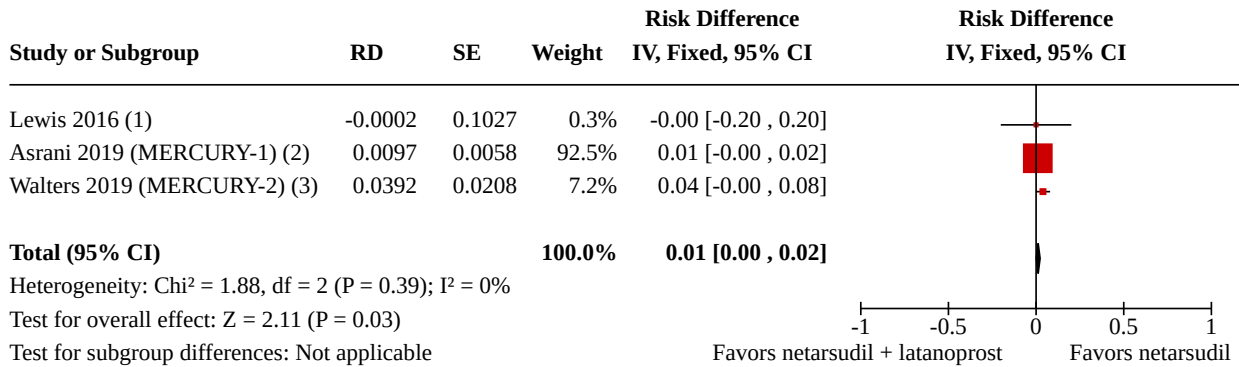 Risk Difference Risk Difference
Study or Subgroup RD SE Weight IV, Fixed, 95% CI IV, Fixed, 95% CI
Lewis 2016 (1) -0.0002 0.1027 0.3% -0.00 [-0.20 , 0.20]
Asrani 2019 (MERCURY-1) (2) 0.0097 0.0058 92.5% 0.01 [-0.00 , 0.02]
Walters 2019 (MERCURY-2) (3) 0.0392 0.0208 7.2% 0.04 [-0.00 , 0.08]
Total (95% CI) 100.0% 0.01 [0.00 , 0.02]
Heterogeneity: Chi² = 1.88, df = 2 (P = 0.39); I² = 0%
Test for overall effect: Z = 2.11 (P = 0.03)
-1 -0.5 0 0.5 1
Test for subgroup differences: Not applicable Favors netarsudil + latanoprost Favors netarsudil